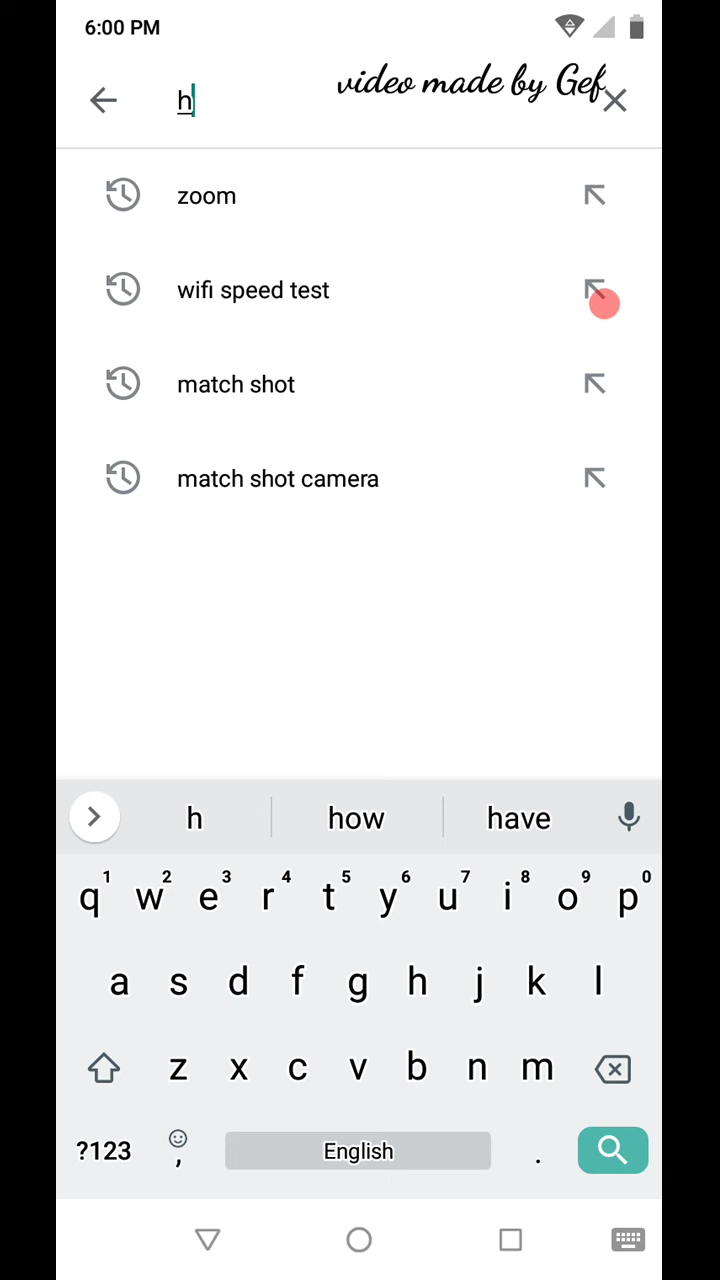 6:00 PM
video made by Gef
h
zoom
wifi speed test
match shot
match shot camera
h how have
q1 w2 e3 r4 t5 y6 u7 i8 o9 p0
a s d f g h j k l
z x c v b n m
?123 , English .